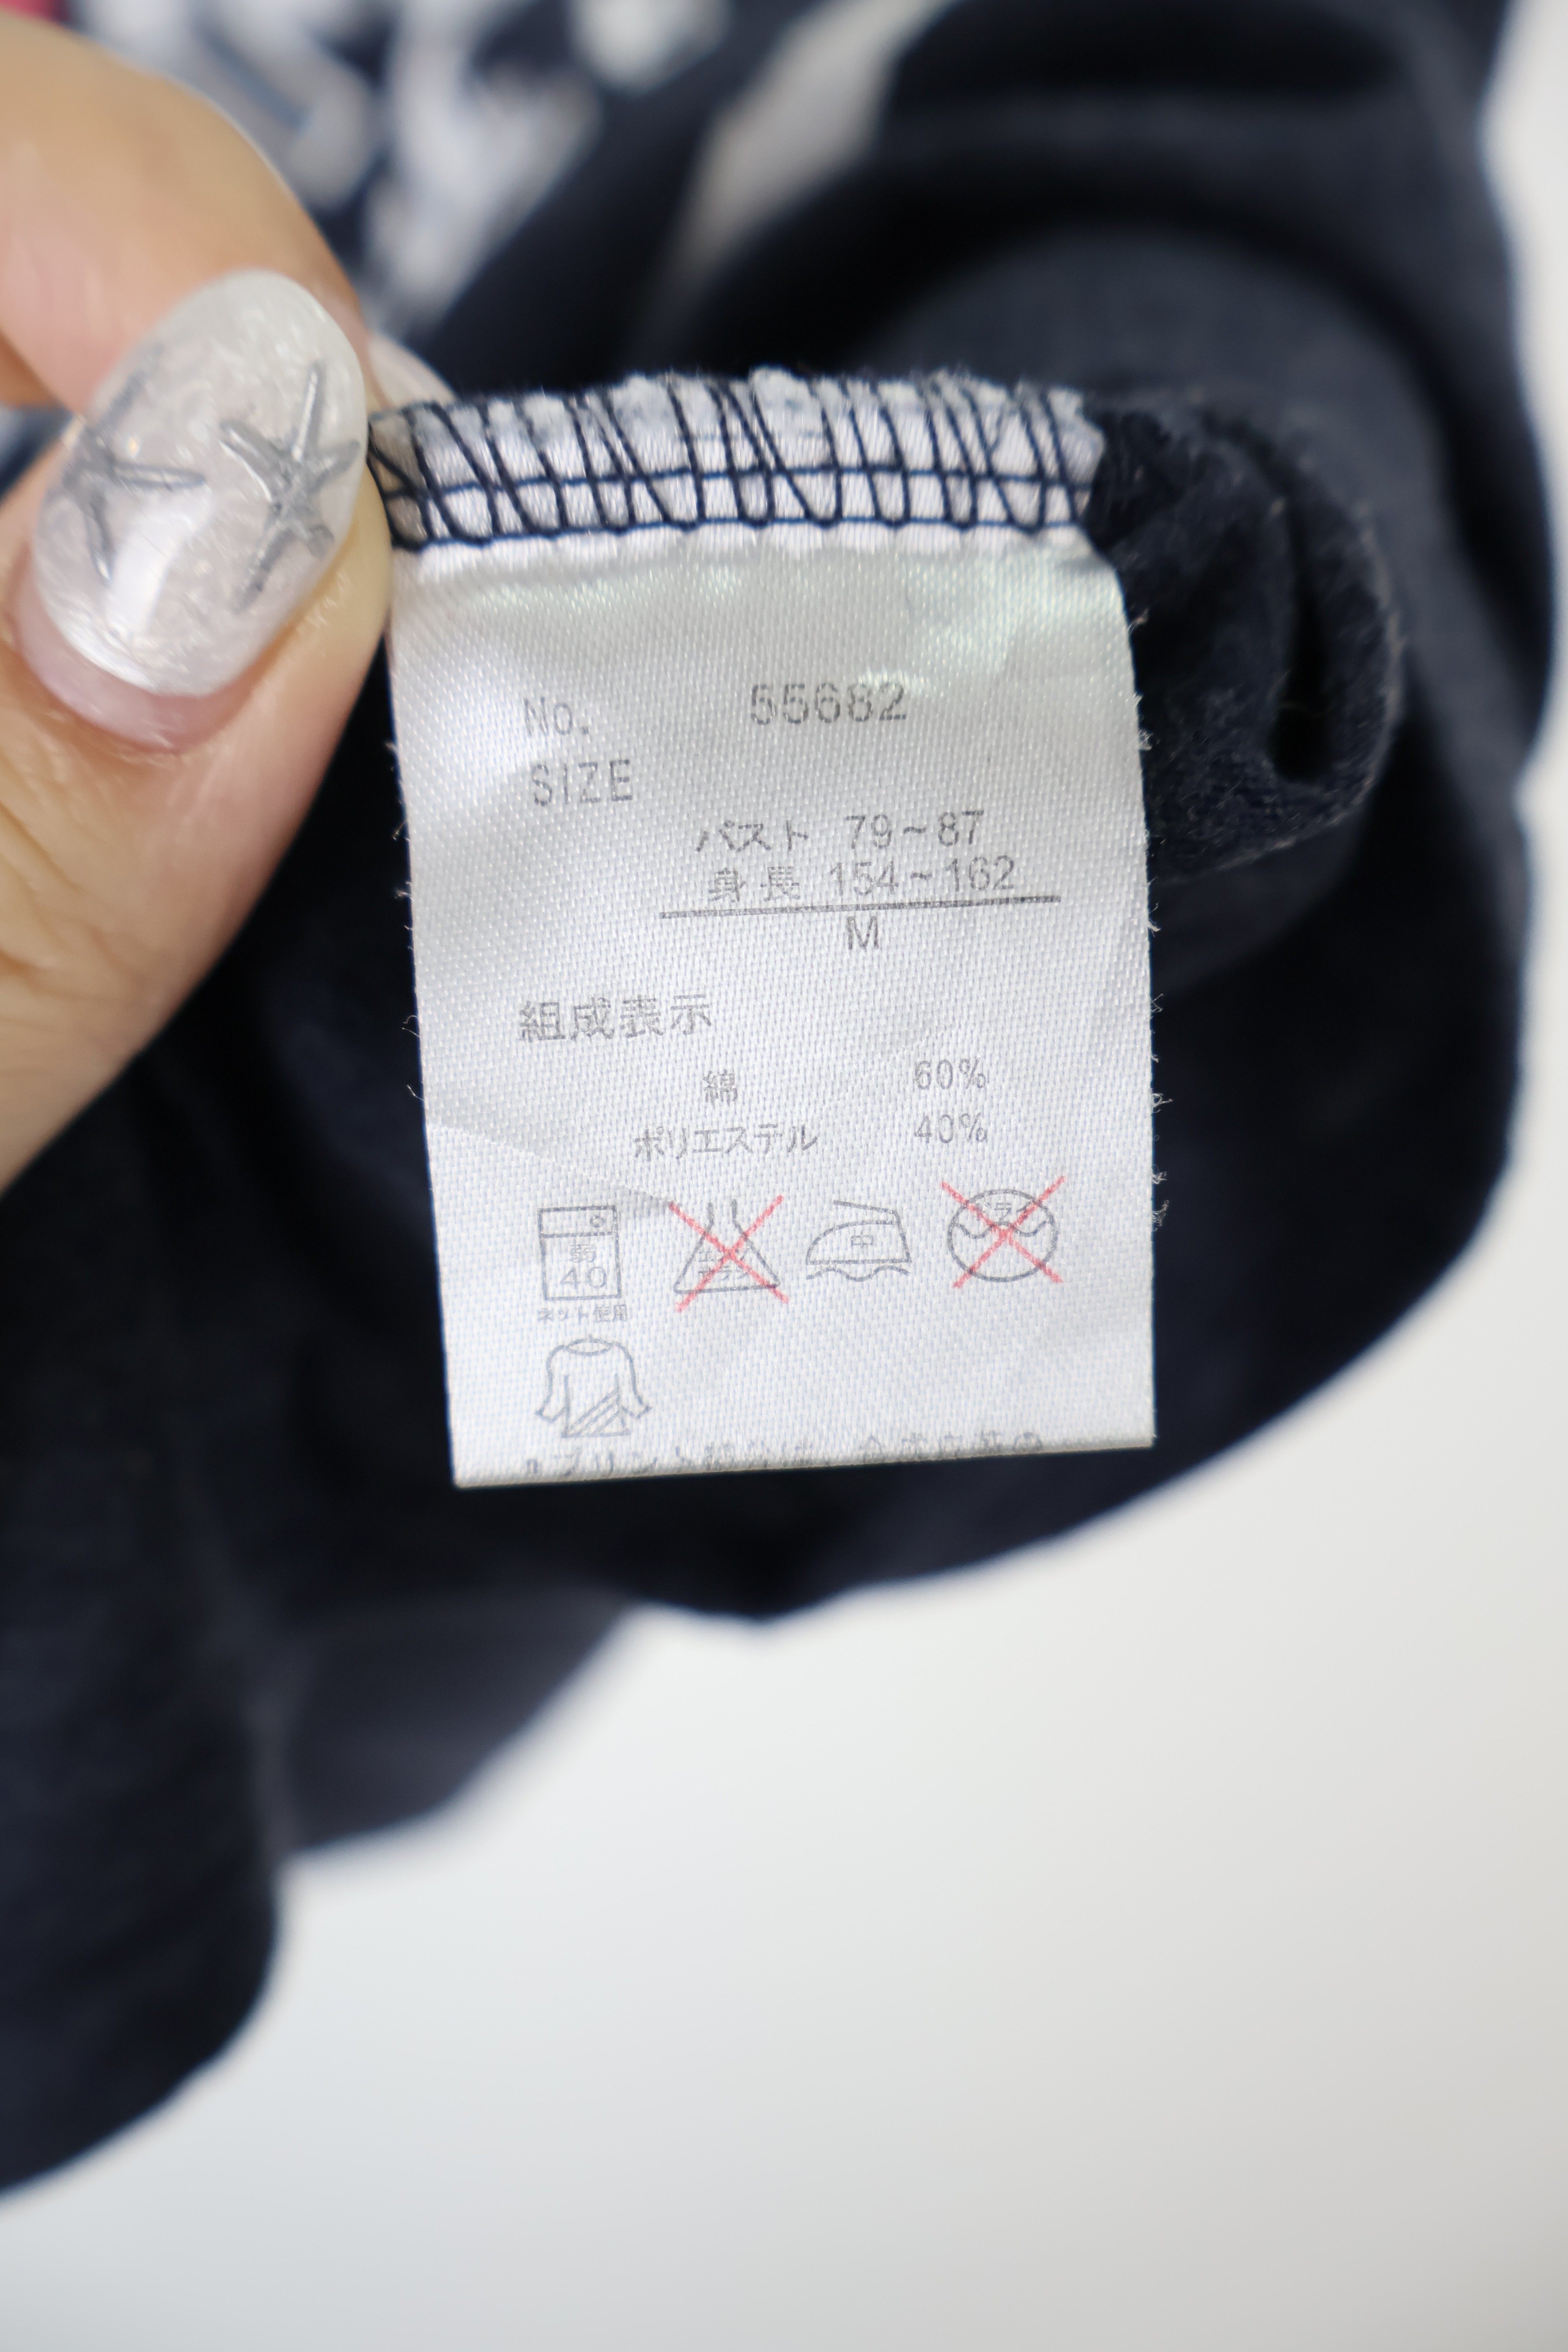 No. 55682
SIZE
バスト 79~87
身長 154~162
M
組成表示
綿 60%
ポリエステル 40%
弱
40
中
ネット使用